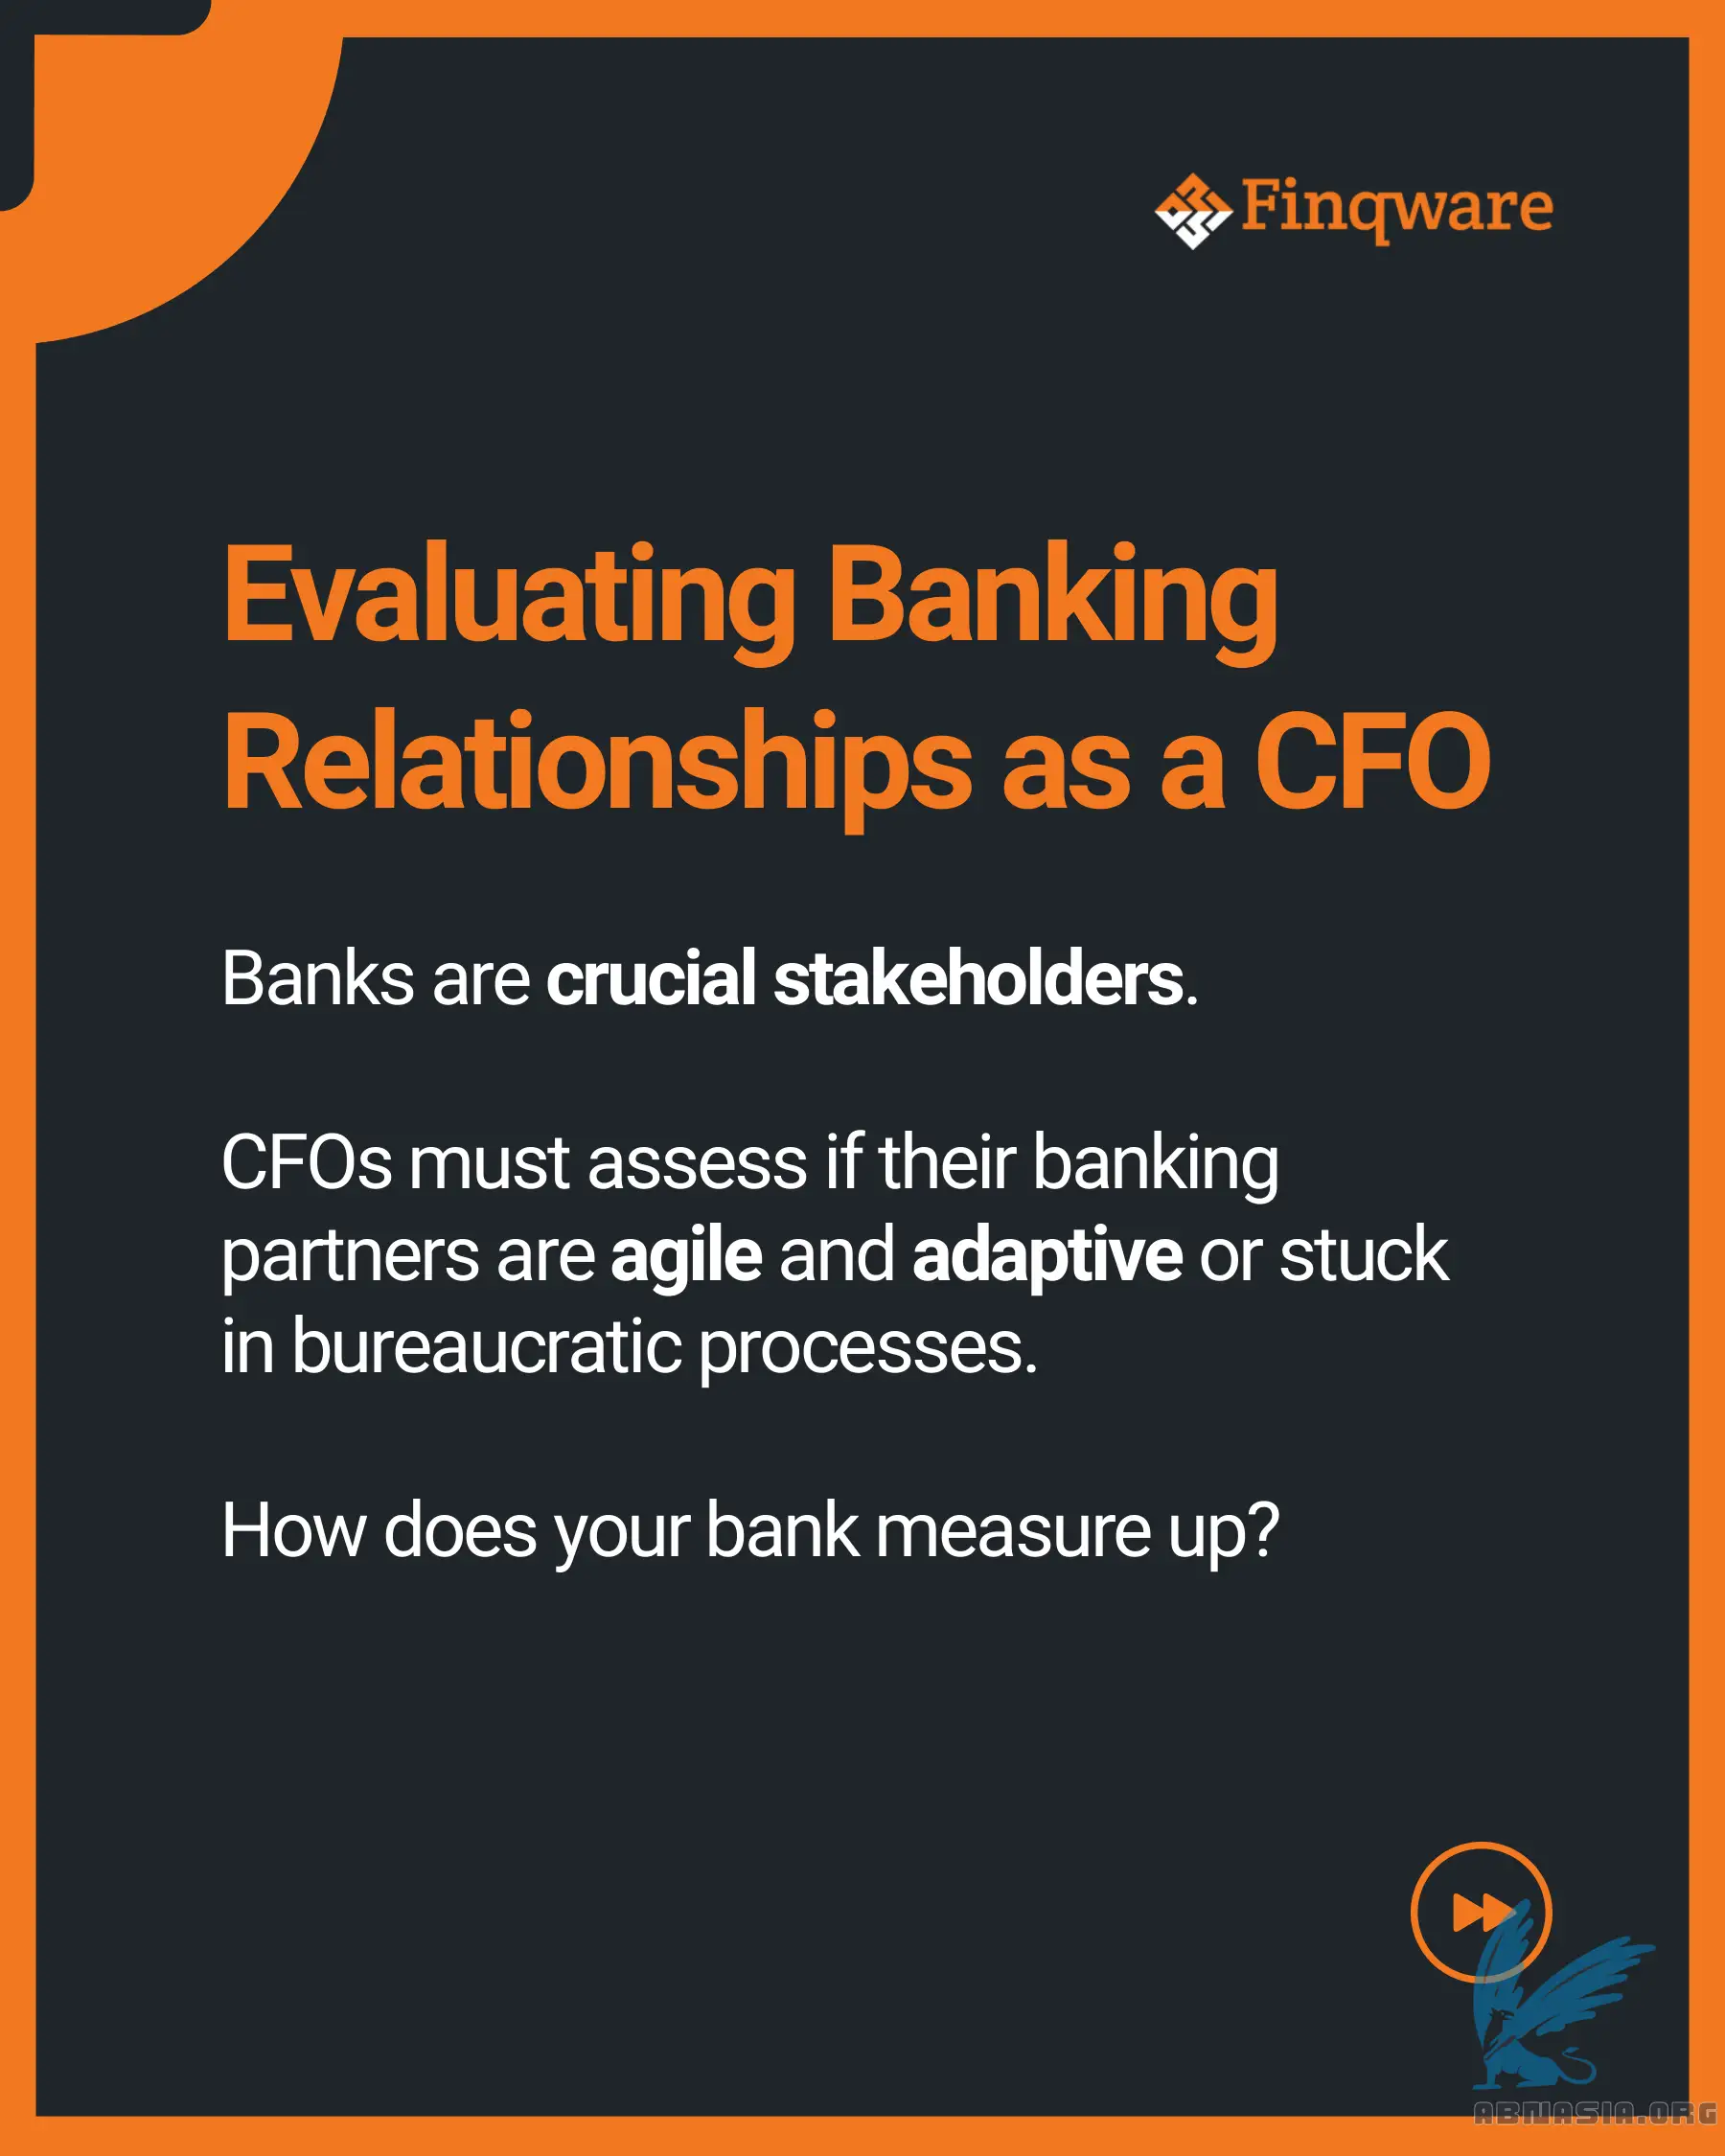 Finqware
Evaluating Banking
Relationships as a CFO
Banks are crucial stakeholders.
CFOs must assess if their banking
partners are agile and adaptive or stuck
in bureaucratic processes.
How does your bank measure up?
ABNASIA.ORG